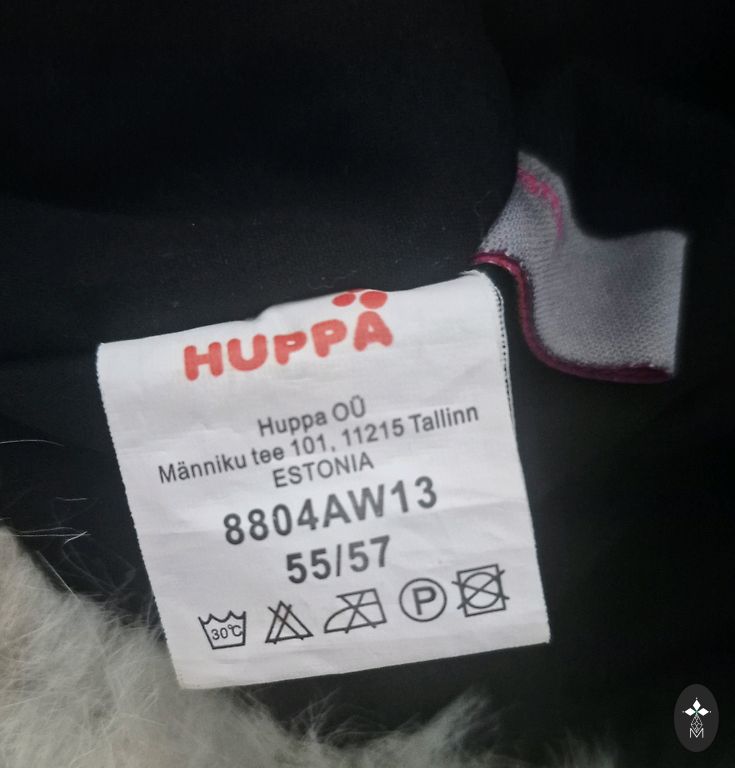 HUPPA
Huppa OÜ
Männiku tee 101, 11215 Tallinn
ESTONIA
8804AW13
55/57
30°C
P
M